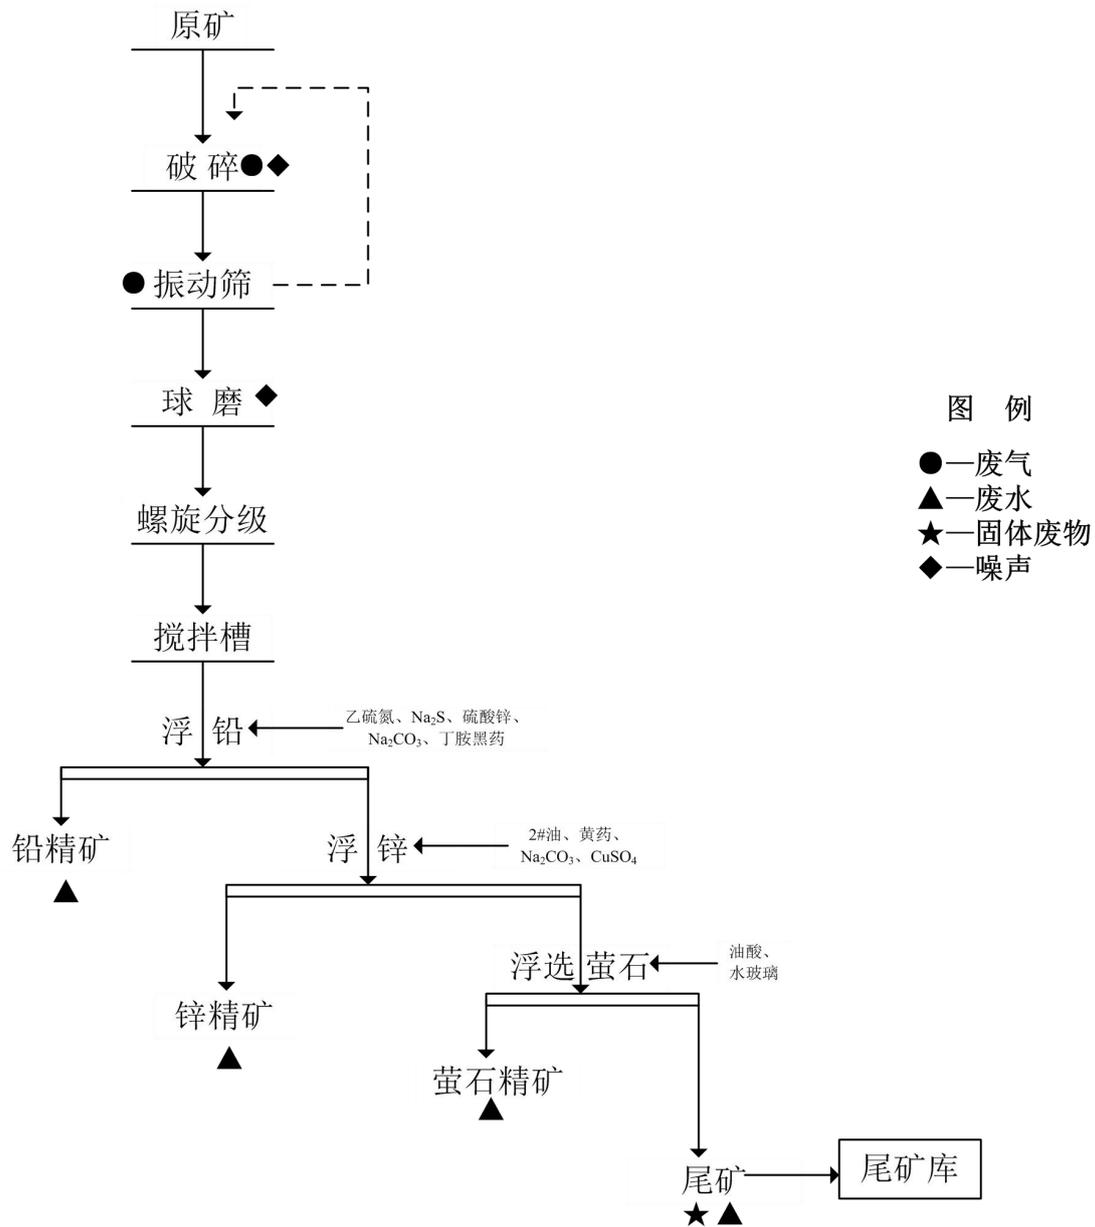 原矿
破 碎
振动筛
球 磨
图 例
—废气
—废水
—固体废物
—噪声
螺旋分级
搅拌槽
浮 铅
乙硫氮、Na₂S、硫酸锌、
Na₂CO₃、丁胺黑药
铅精矿
浮 锌
2#油、黄药、
Na₂CO₃、CuSO₄
浮选 萤石
油酸、
水玻璃
锌精矿
萤石精矿
尾矿
尾矿库